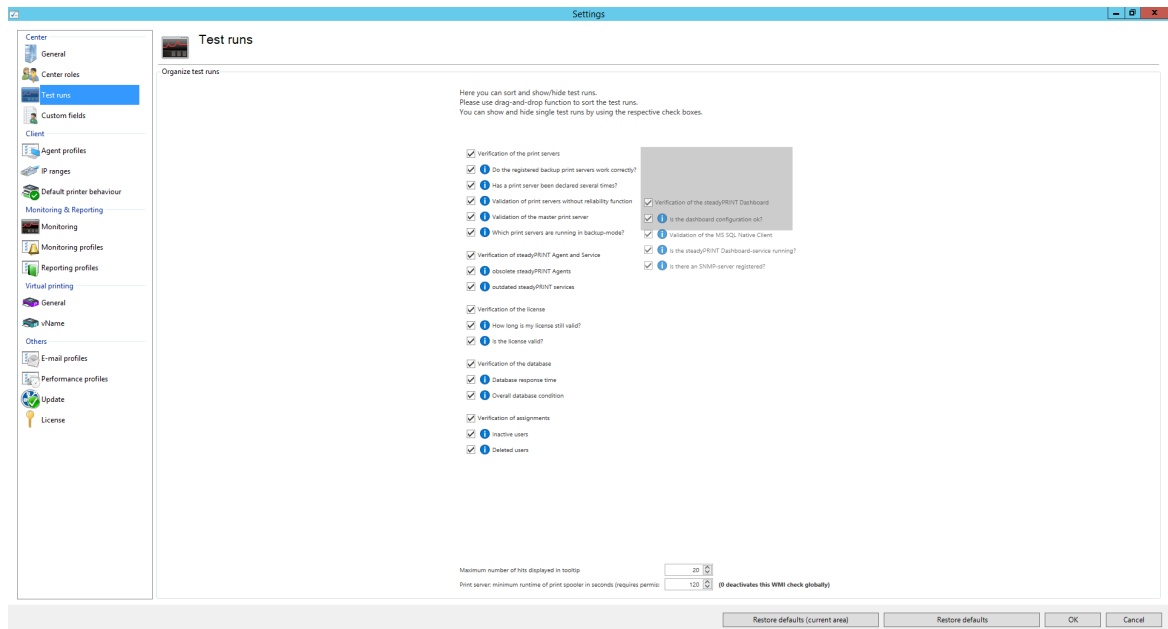 Settings
Center
General
Center roles
Test runs
Custom fields
Client
Agent profiles
IP ranges
Default printer behaviour
Monitoring & Reporting
Monitoring
Monitoring profiles
Reporting profiles
Virtual printing
General
vName
Others
E-mail profiles
Performance profiles
Update
License
Test runs
Organize test runs
Here you can sort and show/hide test runs.
Please use drag-and-drop function to sort the test runs.
You can show and hide single test runs by using the respective check boxes.
Verification of the print servers
Do the registered backup print servers work correctly?
Has a print server been declared several times?
Validation of print servers without reliability function
Validation of the master print server
Which print servers are running in backup-mode?
Verification of steadyPRINT Agent and Service
obsolete steadyPRINT Agents
outdated steadyPRINT services
Verification of the license
How long is my license still valid?
Is the license valid?
Verification of the database
Database response time
Overall database condition
Verification of assignments
Inactive users
Deleted users
Verification of the steadyPRINT Dashboard
Is the dashboard configuration ok?
Validation of the MS SQL Native Client
Is the steadyPRINT Dashboard-service running?
Is there an SNMP-server registered?
Maximum number of hits displayed in tooltip 20
Print server: minimum runtime of print spooler in seconds (requires permis: 120 (0 deactivates this WMI check globally)
Restore defaults (current area) Restore defaults OK Cancel